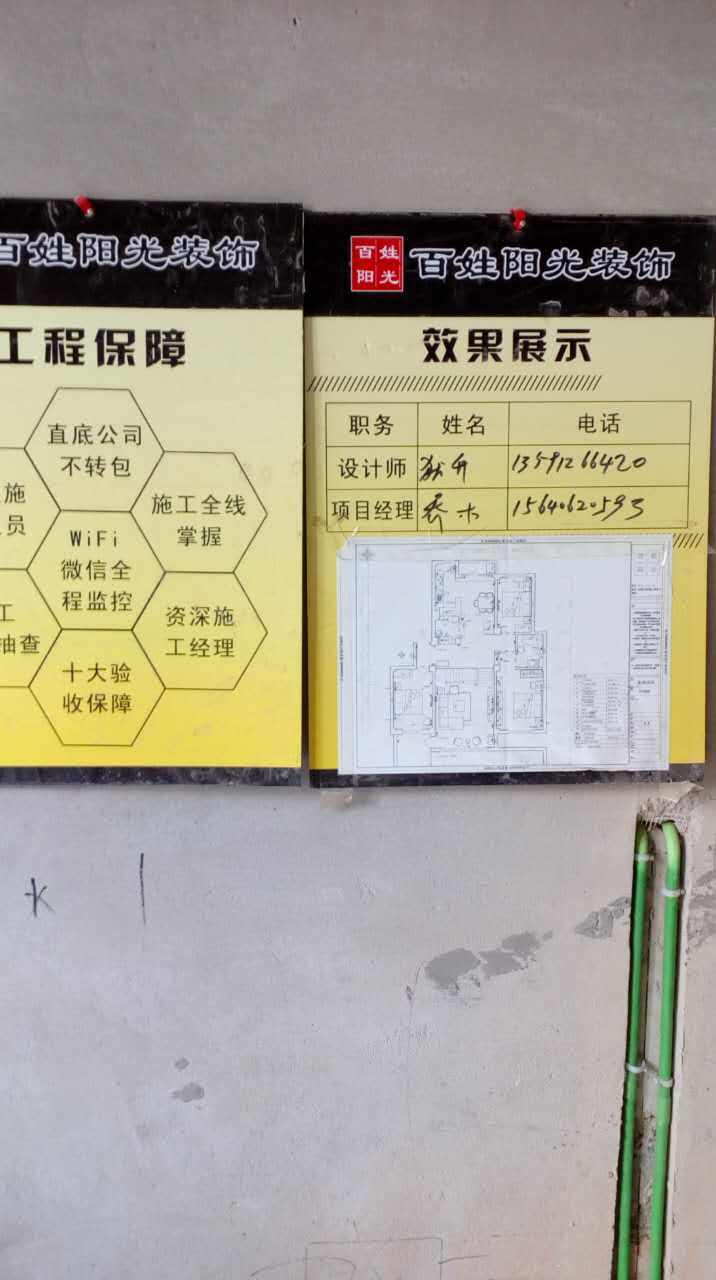 百姓阳光装饰
工程保障
直底公司
不转包
施
员
施工全线
掌握
WiFi
微信全
程监控
工
抽查
资深施
工经理
十大验
收保障
百姓
阳光
百姓阳光装饰
效果展示
职务 姓名 电话
设计师 13591266420
项目经理 15640620593